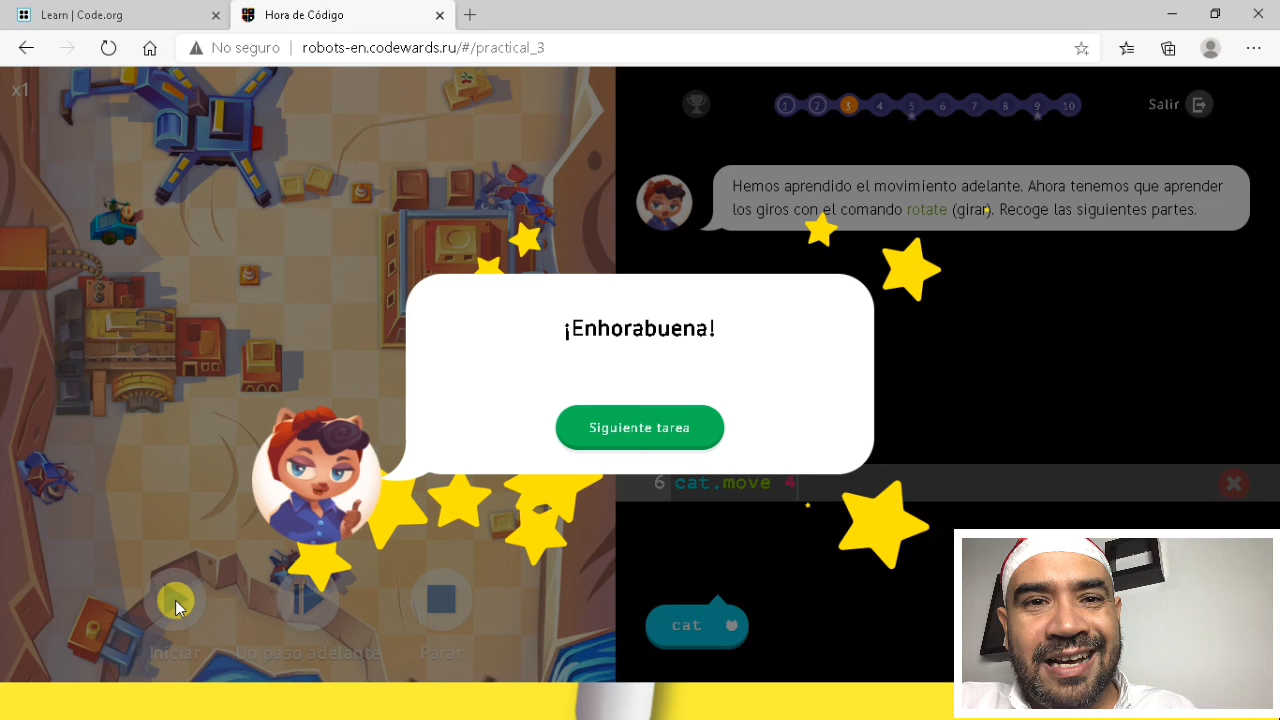 Learn | Code.org
Hora de Código
No seguro
robots-en.codewards.ru/#/practical_3
x1
1 2 3 4 5 6 7 8 9 10
Salir
Hemos aprendido el movimiento adelante. Ahora tenemos que aprender
los giros con el comando rotate (girar). Recoge las siguientes partes.
¡Enhorabuena!
Siguiente tarea
6 cat.move 4
cat
Iniciar
Un paso adelante
Parar